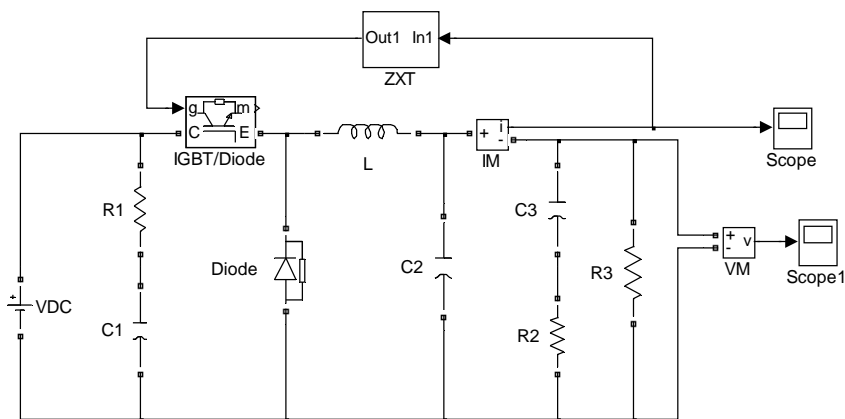 Out1 In1
ZXT
g m
C E
IGBT/Diode
L
+ i
-
IM
Scope
R1
C3
C2
R3
+ v
-
VM
Scope1
Diode
+
VDC
C1
R2